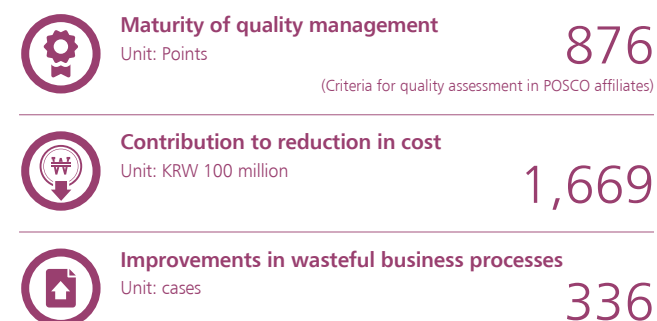 Maturity of quality management
Unit: Points
876
(Criteria for quality assessment in POSCO affiliates)
Contribution to reduction in cost
Unit: KRW 100 million
1,669
Improvements in wasteful business processes
Unit: cases
336